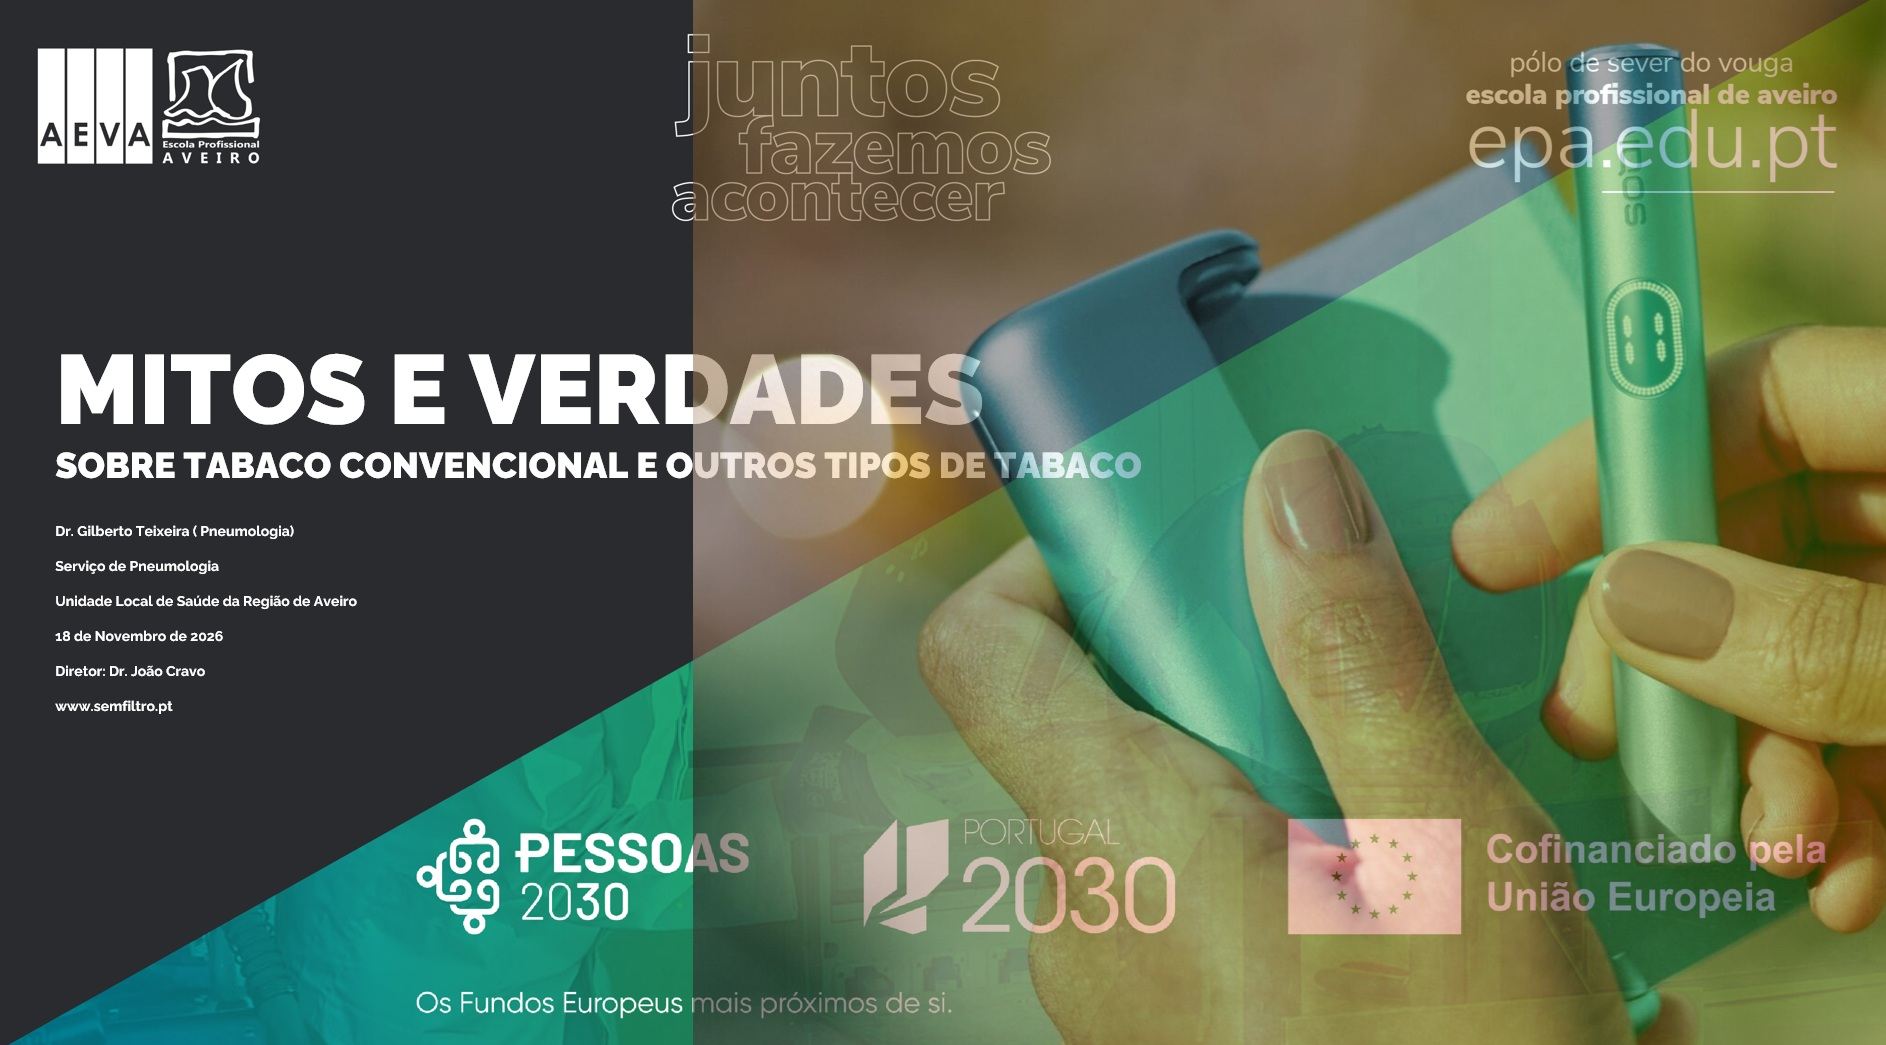 AEVA
Escola Profissional
AVEIRO
juntos
fazemos
acontecer
pólo de sever do vouga
escola profissional de aveiro
epa.edu.pt
IQOS
MITOS E VERDADES
SOBRE TABACO CONVENCIONAL E OUTROS TIPOS DE TABACO
Dr. Gilberto Teixeira ( Pneumologia)
Serviço de Pneumologia
Unidade Local de Saúde da Região de Aveiro
18 de Novembro de 2026
Diretor: Dr. João Cravo
www.semfiltro.pt
PESSOAS
2030
PORTUGAL
2030
Cofinanciado pela
União Europeia
Os Fundos Europeus mais próximos de si.